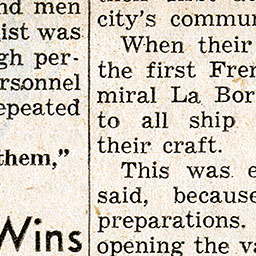 nd men
ist was
gh per-
rsonnel
epeated
them,"
Wins
city's commun
When their
the first Fren
miral La Bor
to all ship
their craft.
This was e
said, because
preparations.
opening the va